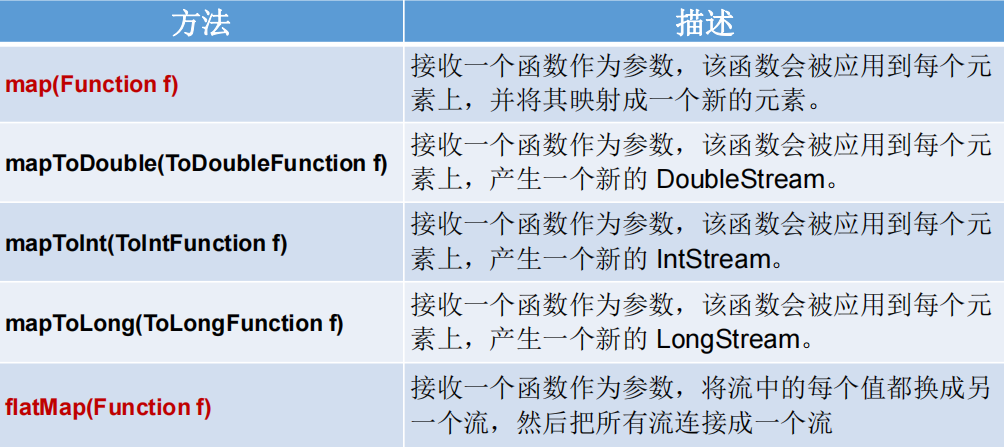 方法
描述
map(Function f)
接收一个函数作为参数，该函数会被应用到每个元
素上，并将其映射成一个新的元素。
mapToDouble(ToDoubleFunction f)
接收一个函数作为参数，该函数会被应用到每个元
素上，产生一个新的 DoubleStream。
mapToInt(ToIntFunction f)
接收一个函数作为参数，该函数会被应用到每个元
素上，产生一个新的 IntStream。
mapToLong(ToLongFunction f)
接收一个函数作为参数，该函数会被应用到每个元
素上，产生一个新的 LongStream。
flatMap(Function f)
接收一个函数作为参数，将流中的每个值都换成另
一个流，然后把所有流连接成一个流